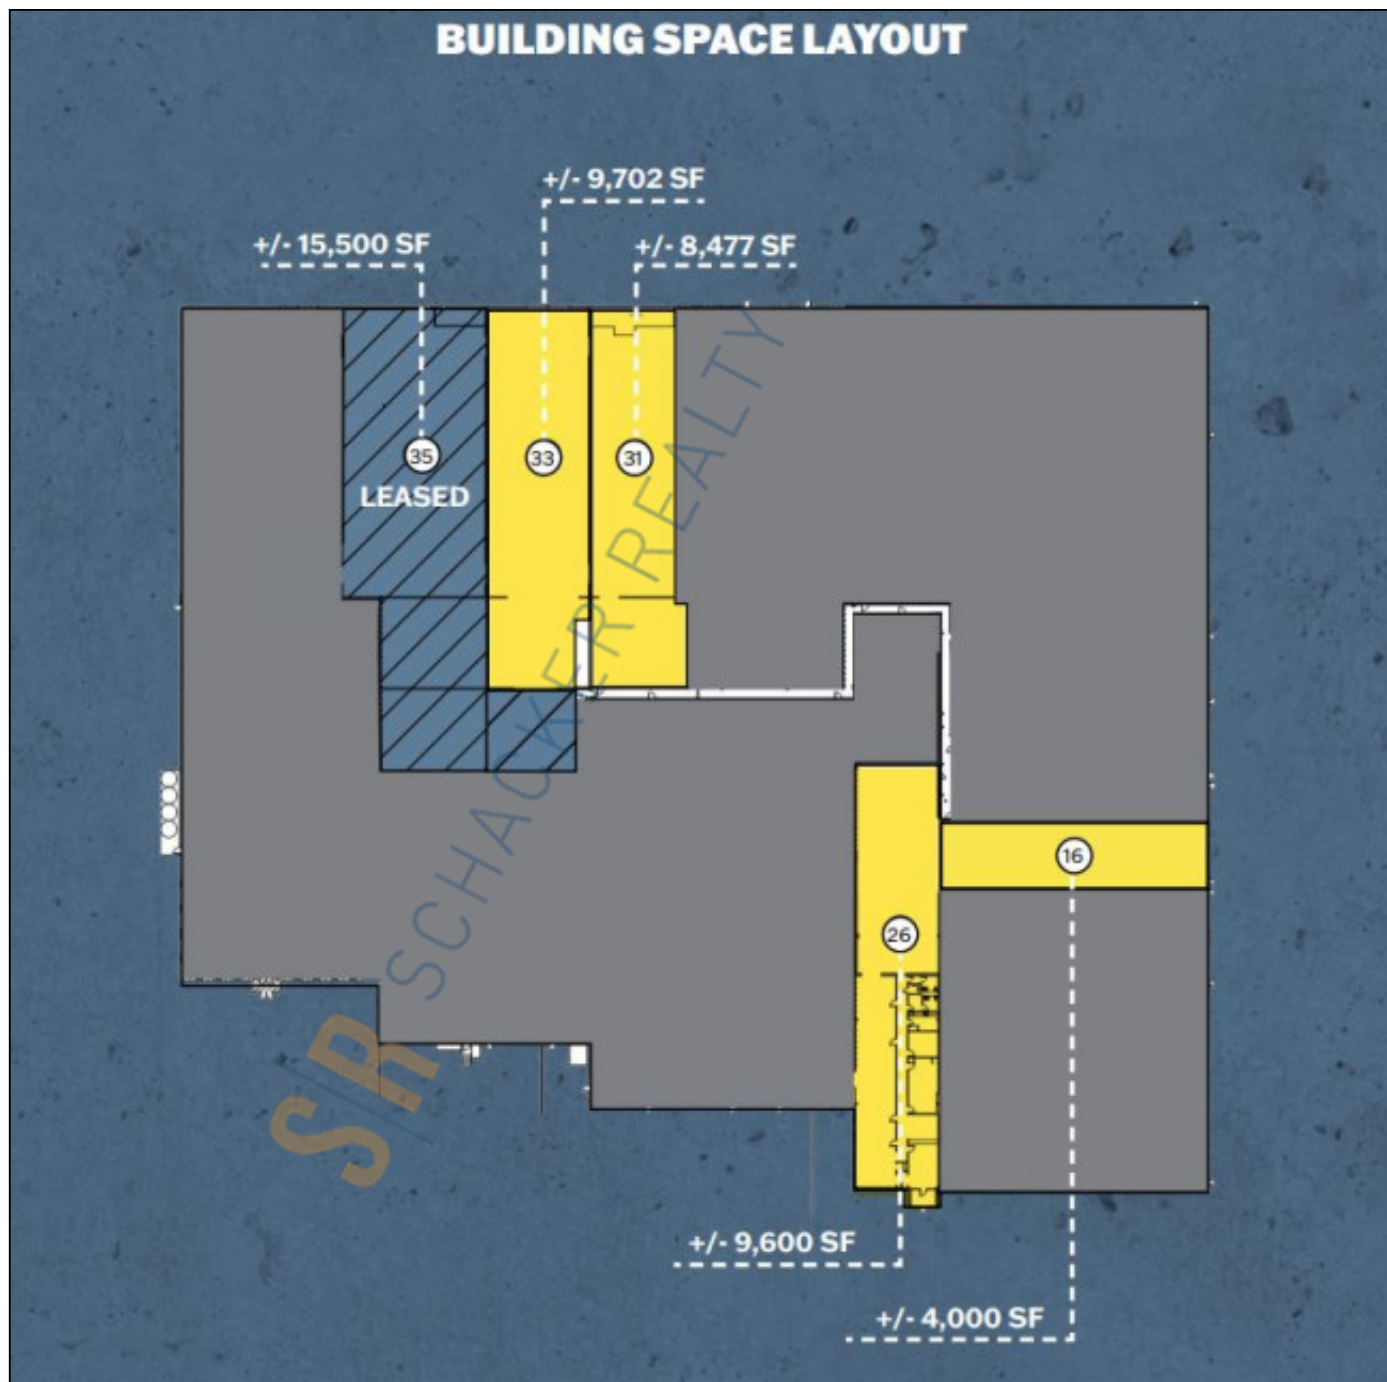 BUILDING SPACE LAYOUT
+/- 9,702 SF
+/- 15,500 SF
+/- 8,477 SF
35
33
31
LEASED
16
26
+/- 9,600 SF
+/- 4,000 SF
SR SCHACKER REALTY